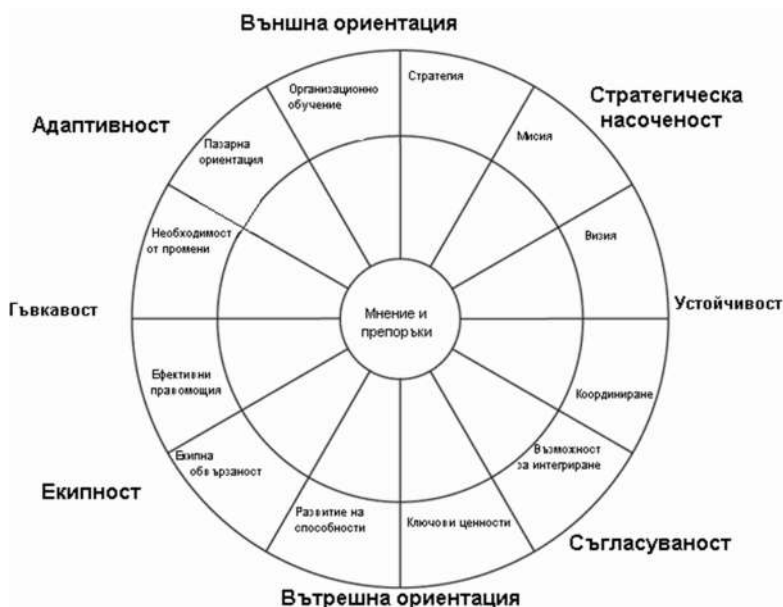 Външна ориентация
Организационно
обучение
Стратегия
Стратегическа
насоченост
Адаптивност
Пазарна
ориентация
Мисия
Необходимост
от промени
Визия
Гъвкавост
Мнение и
препоръки
Устойчивост
Ефективни
правомощия
Координиране
Екипна
обвързаност
Възможност
за интегриране
Екипност
Развитие на
способности
Ключови ценности
Съгласуваност
Вътрешна ориентация